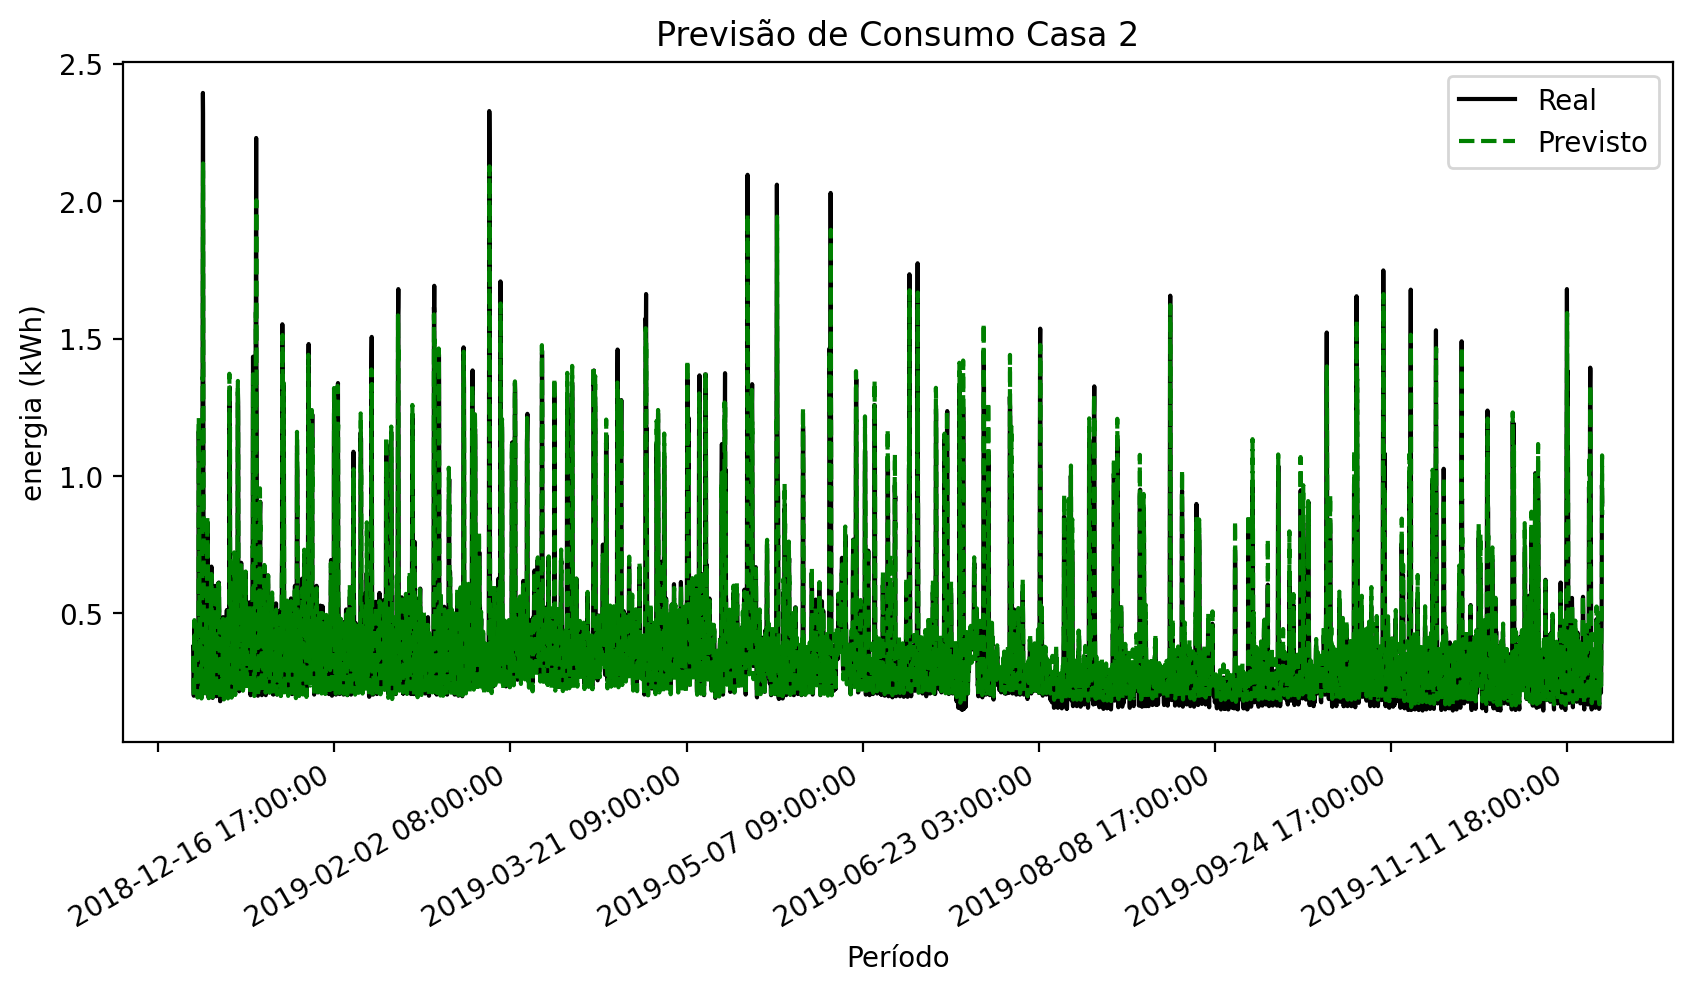 Previsão de Consumo Casa 2
Real
Previsto
energia (kWh)
2.5
2.0
1.5
1.0
0.5
2018-12-16 17:00:00
2019-02-02 08:00:00
2019-03-21 09:00:00
2019-05-07 09:00:00
2019-06-23 03:00:00
2019-08-08 17:00:00
2019-09-24 17:00:00
2019-11-11 18:00:00
Período